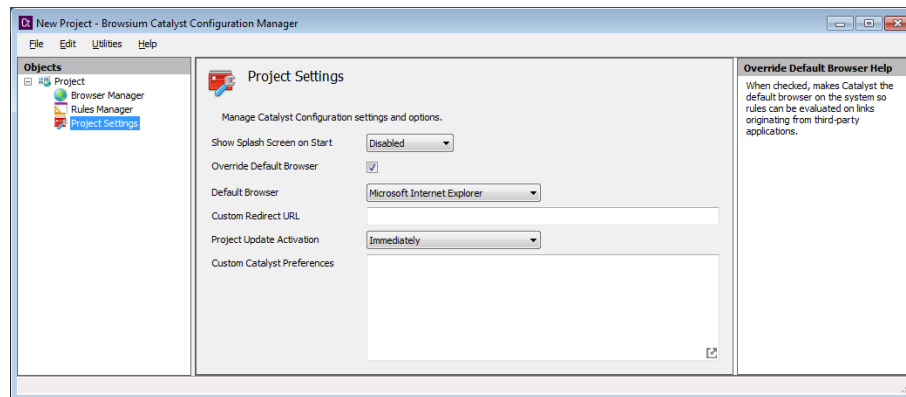 Ct New Project - Browsium Catalyst Configuration Manager
File Edit Utilities Help
Objects
Project
Browser Manager
Rules Manager
Project Settings
Project Settings
Manage Catalyst Configuration settings and options.
Show Splash Screen on Start Disabled
Override Default Browser
Default Browser Microsoft Internet Explorer
Custom Redirect URL
Project Update Activation Immediately
Custom Catalyst Preferences
Override Default Browser Help
When checked, makes Catalyst the
default browser on the system so
rules can be evaluated on links
originating from third-party
applications.